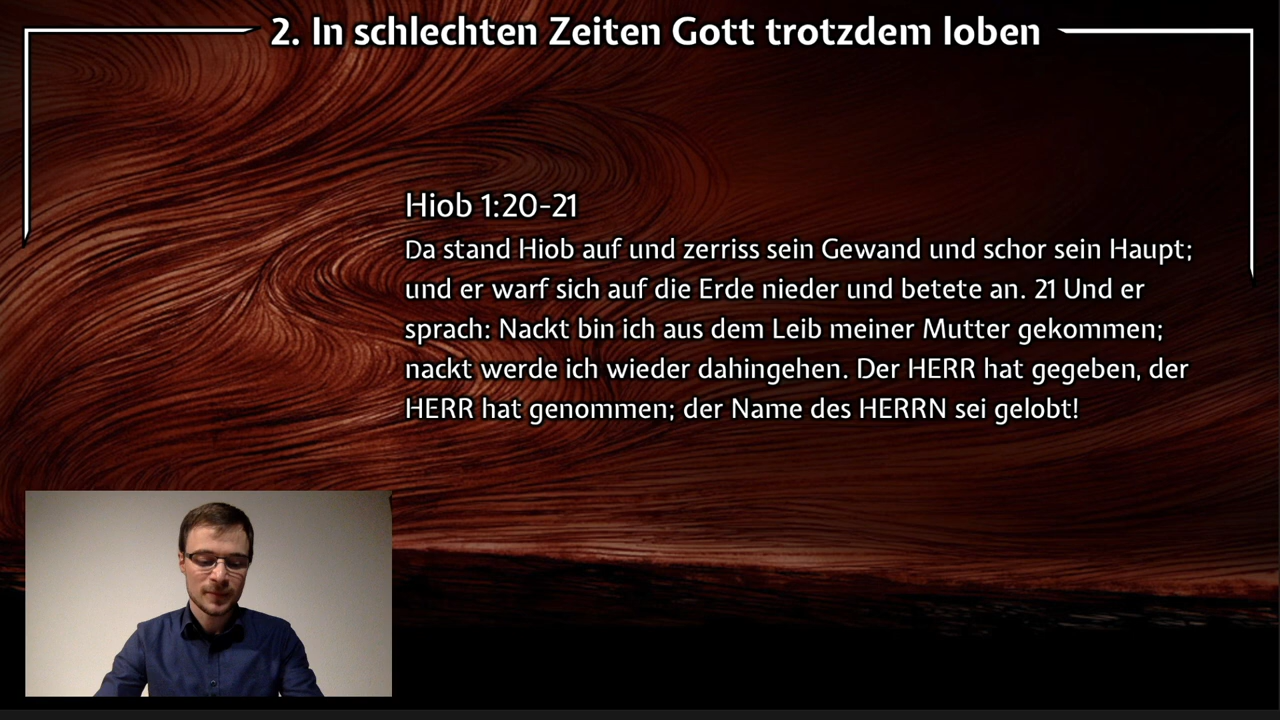 2. In schlechten Zeiten Gott trotzdem loben
Hiob 1:20-21
Da stand Hiob auf und zerriss sein Gewand und schor sein Haupt;
und er warf sich auf die Erde nieder und betete an. 21 Und er
sprach: Nackt bin ich aus dem Leib meiner Mutter gekommen;
nackt werde ich wieder dahingehen. Der HERR hat gegeben, der
HERR hat genommen; der Name des HERRN sei gelobt!